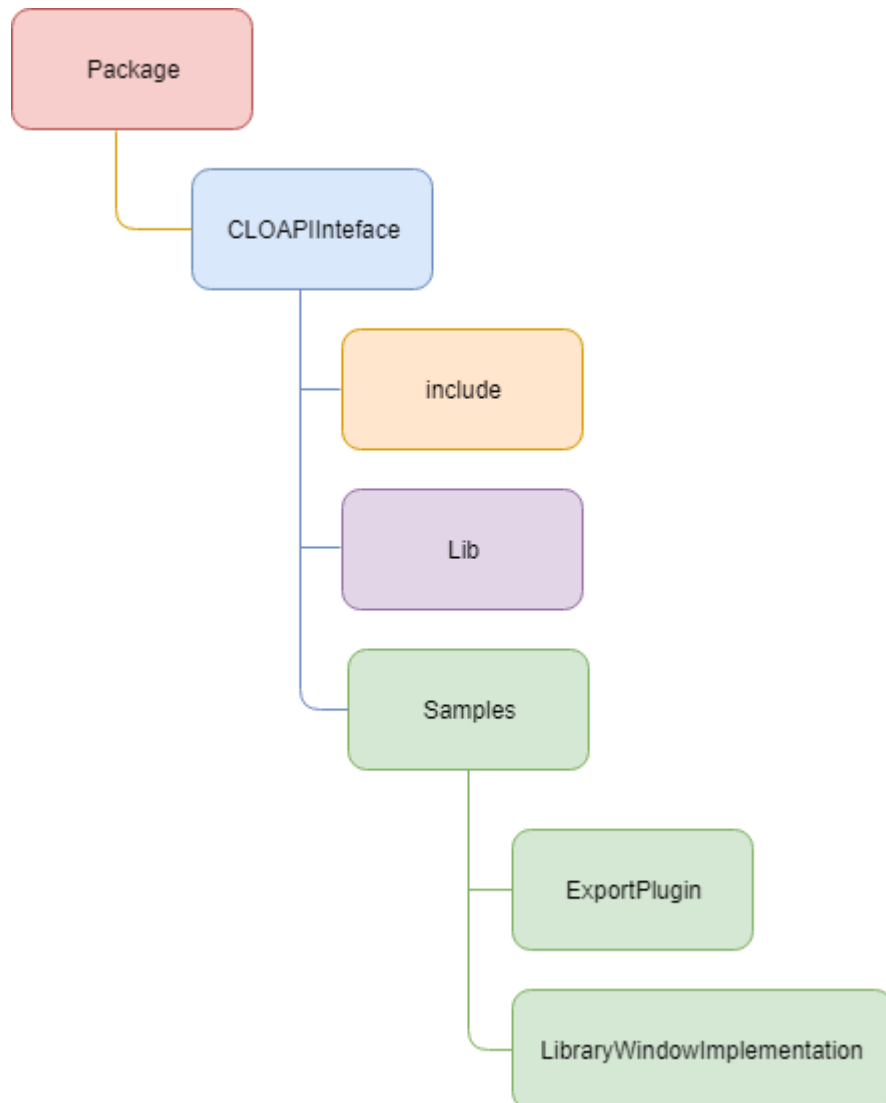 Package
CLOAPIInteface
include
Lib
Samples
ExportPlugin
LibraryWindowImplementation